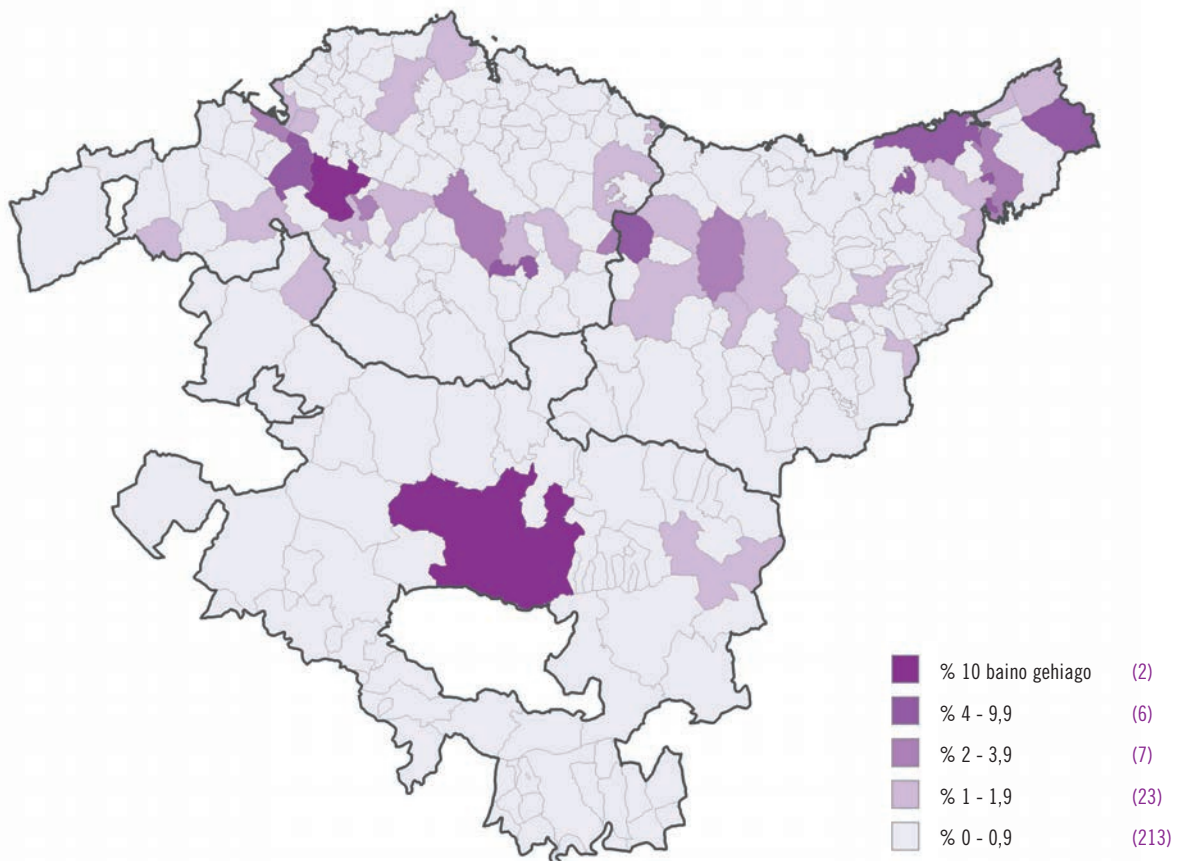 % 10 baino gehiago (2)
% 4 - 9,9 (6)
% 2 - 3,9 (7)
% 1 - 1,9 (23)
% 0 - 0,9 (213)